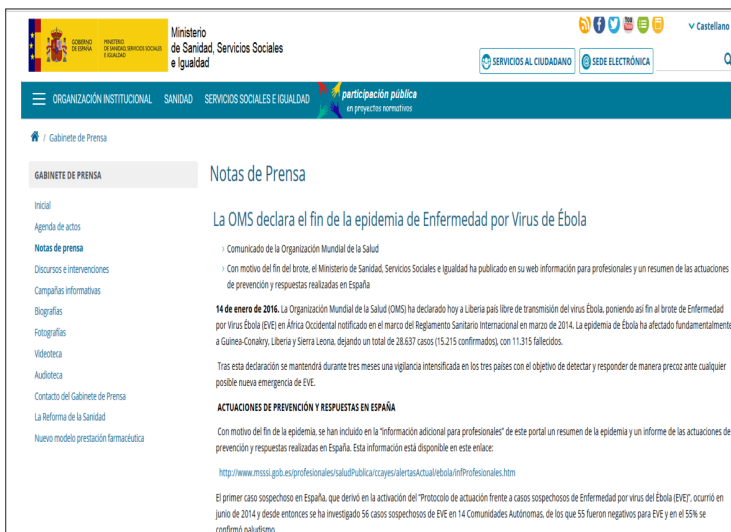 GOBIERNO
DE ESPAÑA
MINISTERIO
DE SANIDAD, SERVICIOS SOCIALES
E IGUALDAD
Ministerio
de Sanidad, Servicios Sociales
e Igualdad
Castellano
SERVICIOS AL CIUDADANO
SEDE ELECTRÓNICA
ORGANIZACIÓN INSTITUCIONAL SANIDAD SERVICIOS SOCIALES E IGUALDAD
participación pública
en proyectos normativos
/ Gabinete de Prensa
GABINETE DE PRENSA
Inicial
Agenda de actos
Notas de prensa
Discursos e intervenciones
Campañas informativas
Biografías
Fotografías
Videoteca
Audioteca
Contacto del Gabinete de Prensa
La Reforma de la Sanidad
Nuevo modelo prestación farmacéutica
Notas de Prensa
La OMS declara el fin de la epidemia de Enfermedad por Virus de Ébola
› Comunicado de la Organización Mundial de la Salud
› Con motivo del fin del brote, el Ministerio de Sanidad, Servicios Sociales e Igualdad ha publicado en su web información para profesionales y un resumen de las actuaciones
de prevención y respuestas realizadas en España
14 de enero de 2016. La Organización Mundial de la Salud (OMS) ha declarado hoy a Liberia país libre de transmisión del virus Ébola, poniendo así fin al brote de Enfermedad
por Virus Ébola (EVE) en África Occidental notificado en el marco del Reglamento Sanitario Internacional en marzo de 2014. La epidemia de Ébola ha afectado fundamentalmente
a Guinea-Conakry, Liberia y Sierra Leona, dejando un total de 28.637 casos (15.215 confirmados), con 11.315 fallecidos.
Tras esta declaración se mantendrá durante tres meses una vigilancia intensificada en los tres países con el objetivo de detectar y responder de manera precoz ante cualquier
posible nueva emergencia de EVE.
ACTUACIONES DE PREVENCIÓN Y RESPUESTAS EN ESPAÑA
Con motivo del fin de la epidemia, se han incluido en la "información adicional para profesionales" de este portal un resumen de la epidemia y un informe de las actuaciones de
prevención y respuestas realizadas en España. Esta información está disponible en este enlace:
http://www.msssi.gob.es/profesionales/saludPublica/ccayes/alertasActual/ebola/infProfesionales.htm
El primer caso sospechoso en España, que derivó en la activación del "Protocolo de actuación frente a casos sospechosos de Enfermedad por virus del Ébola (EVE)", ocurrió en
junio de 2014 y desde entonces se ha investigado 56 casos sospechosos de EVE en 14 Comunidades Autónomas, de los que 55 fueron negativos para EVE y en el 55% se
confirmó paludismo.